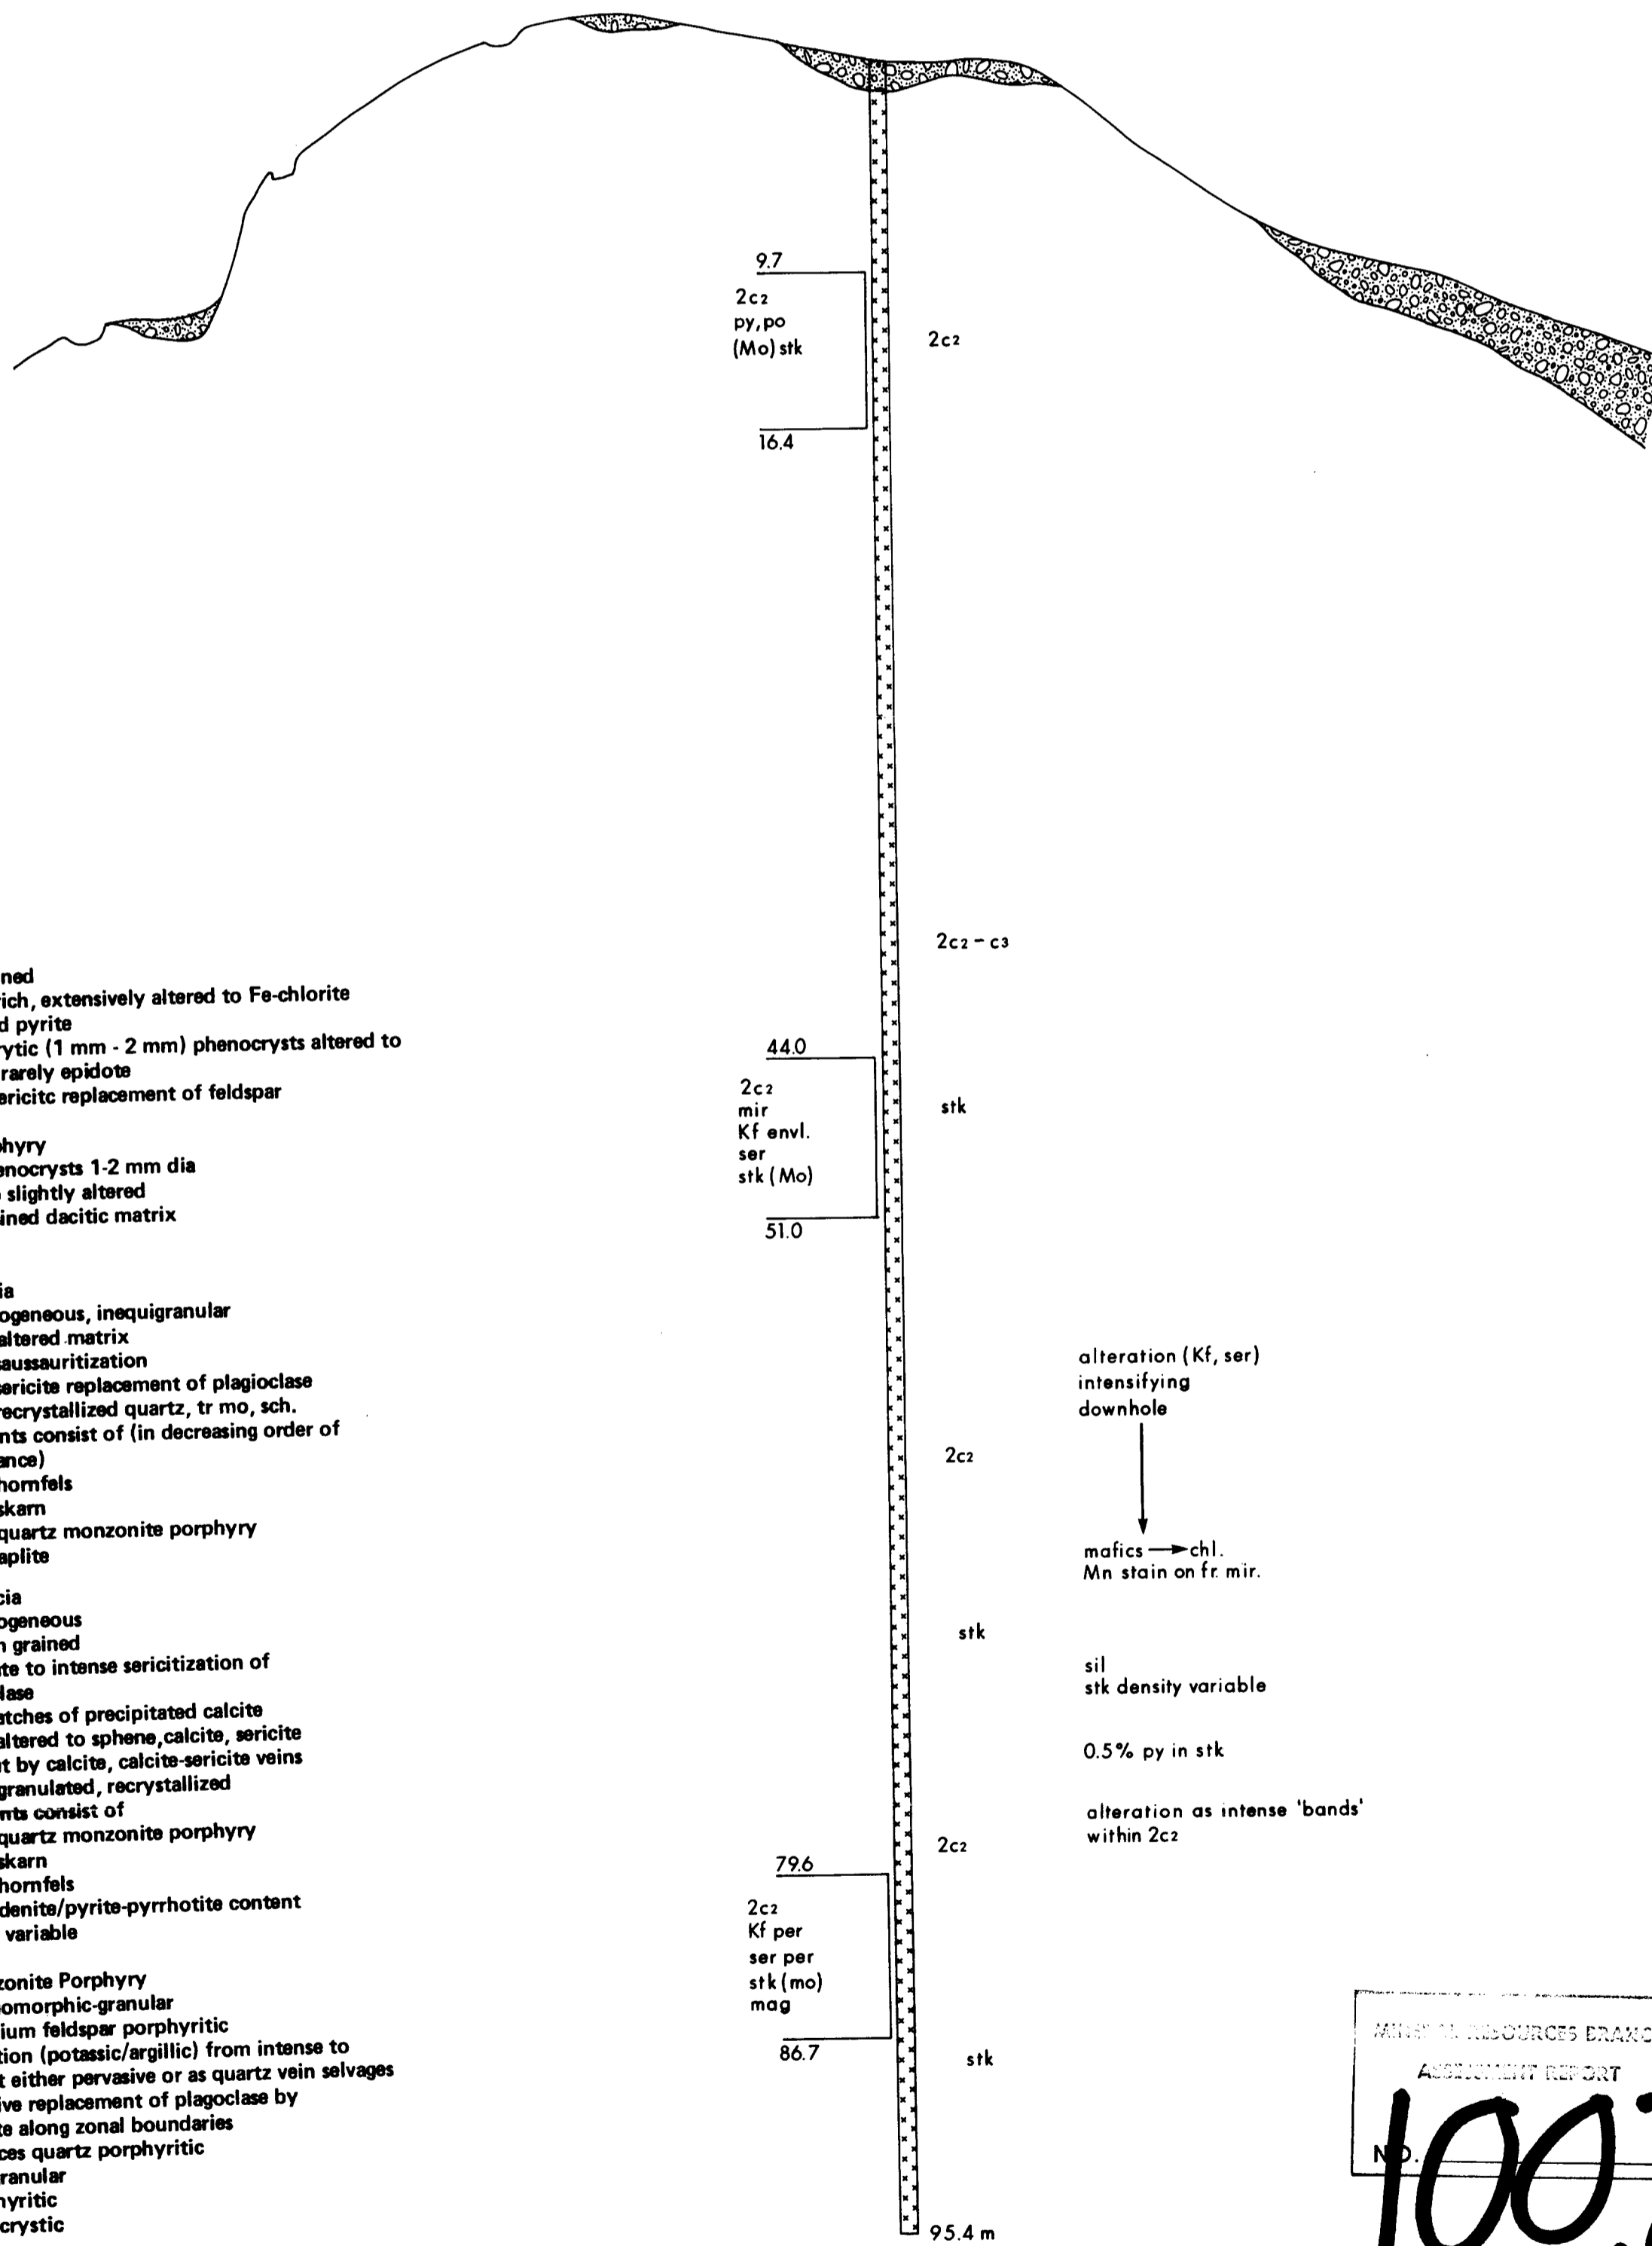 9.7
2c2
py, po
(Mo) stk
16.4
2c2
2c2 - c3
44.0
2c2
mir
Kf envl.
ser
stk (Mo)
51.0
stk
ned
ich, extensively altered to Fe-chlorite
d pyrite
rytic (1 mm - 2 mm) phenocrysts altered to
rarely epidote
ericitc replacement of feldspar
hyry
enocrysts 1-2 mm dia
slightly altered
ined dacitic matrix
ia
ogeneous, inequigranular
altered matrix
saussauritization
sericite replacement of plagioclase
recrystallized quartz, tr mo, sch.
nts consist of (in decreasing order of
ance)
hornfels
skarn
quartz monzonite porphyry
aplite
cia
ogeneous
n grained
te to intense sericitization of
lase
atches of precipitated calcite
altered to sphene, calcite, sericite
t by calcite, calcite-sericite veins
granulated, recrystallized
nts consist of
quartz monzonite porphyry
skarn
hornfels
denite/pyrite-pyrrhotite content
variable
zonite Porphyry
omorphic-granular
ium feldspar porphyritic
tion (potassic/argillic) from intense to
t either pervasive or as quartz vein selvages
ive replacement of plagoclase by
te along zonal boundaries
ces quartz porphyritic
ranular
hyritic
crystic
alteration (Kf, ser)
intensifying
downhole
mafics → chl.
Mn stain on fr. mir.
2c2
stk
sil
stk density variable
0.5% py in stk
alteration as intense 'bands'
within 2c2
2c2
79.6
2c2
Kf per
ser per
stk (mo)
mag
86.7
stk
95.4 m
RESOURCES BRANC
ASSESSMENT REPORT
NO.
100